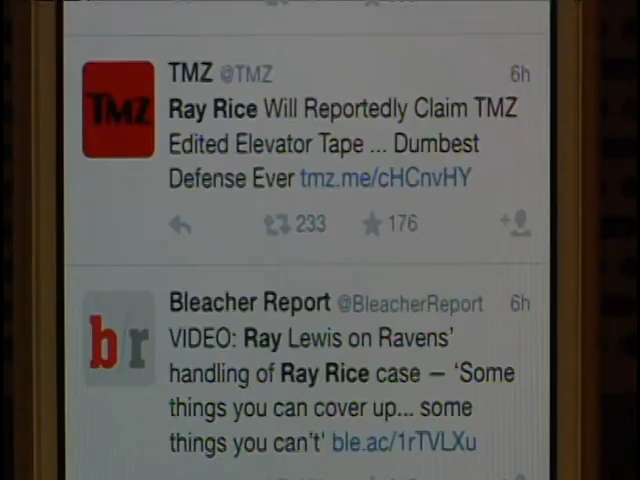 TMZ @TMZ 6h
TMZ
Ray Rice Will Reportedly Claim TMZ
Edited Elevator Tape ... Dumbest
Defense Ever tmz.me/cHCnvHY
233 176
Bleacher Report @BleacherReport 6h
b/r
VIDEO: Ray Lewis on Ravens'
handling of Ray Rice case – 'Some
things you can cover up... some
things you can't' ble.ac/1rTVLXu